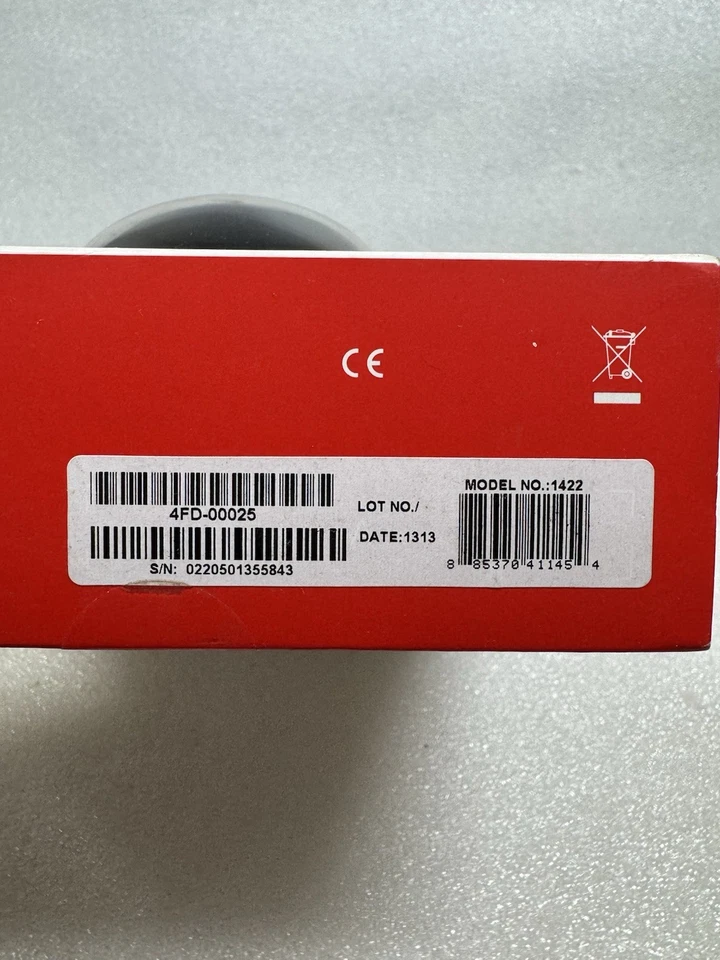 CE
4FD-00025
S/N: 0220501355843
LOT NO./
DATE:1313
MODEL NO.:1422
8 85370 41145 4